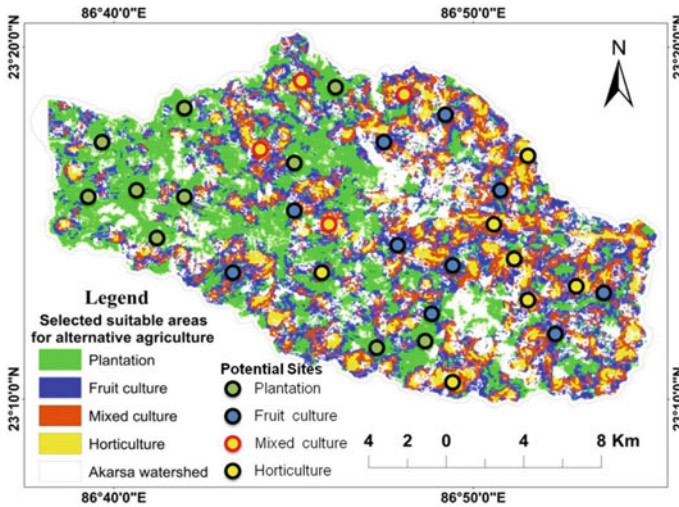 86°40'0"E
86°50'0"E
23°20'0"N
23°20'0"N
N
Legend
Selected suitable areas
for alternative agriculture
Plantation
Fruit culture
Mixed culture
Horticulture
Akarsa watershed
Potential Sites
Plantation
Fruit culture
Mixed culture
Horticulture
23°10'0"N
23°10'0"N
4 2 0 4 8 Km
86°40'0"E
86°50'0"E